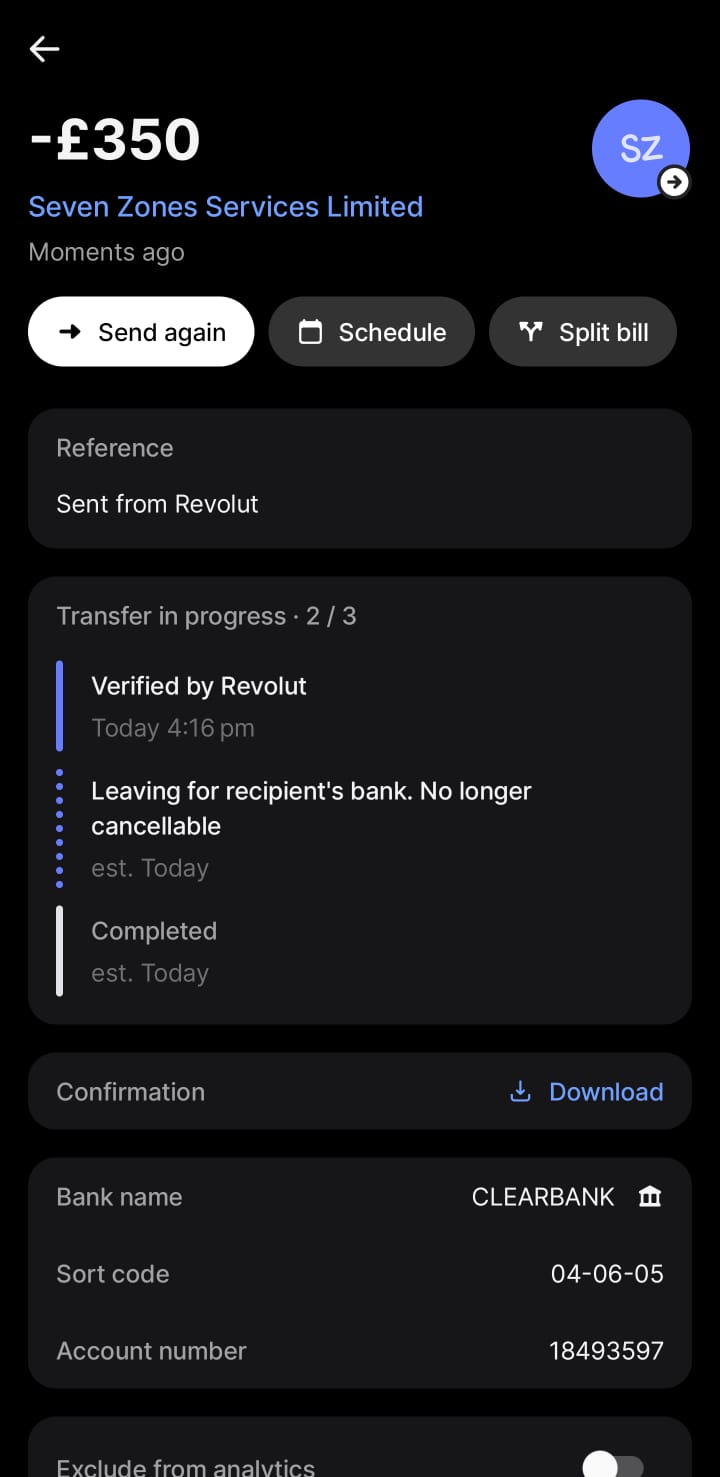 -£350
SZ
Seven Zones Services Limited
Moments ago
Send again
Schedule
Split bill
Reference
Sent from Revolut
Transfer in progress · 2 / 3
Verified by Revolut
Today 4:16 pm
Leaving for recipient's bank. No longer
cancellable
est. Today
Completed
est. Today
Confirmation
Download
Bank name
CLEARBANK
Sort code
04-06-05
Account number
18493597
Exclude from analytics